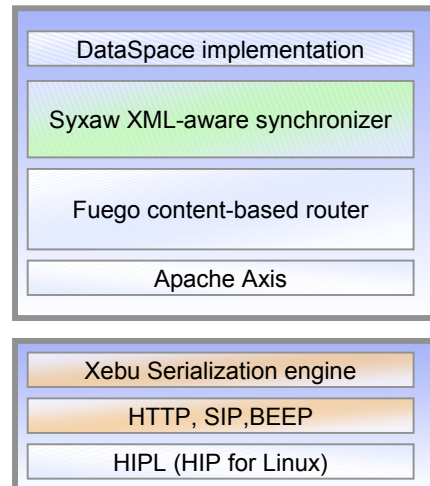 DataSpace implementation
Syxaw XML-aware synchronizer
Fuego content-based router
Apache Axis
Xebu Serialization engine
HTTP, SIP,BEEP
HIPL (HIP for Linux)